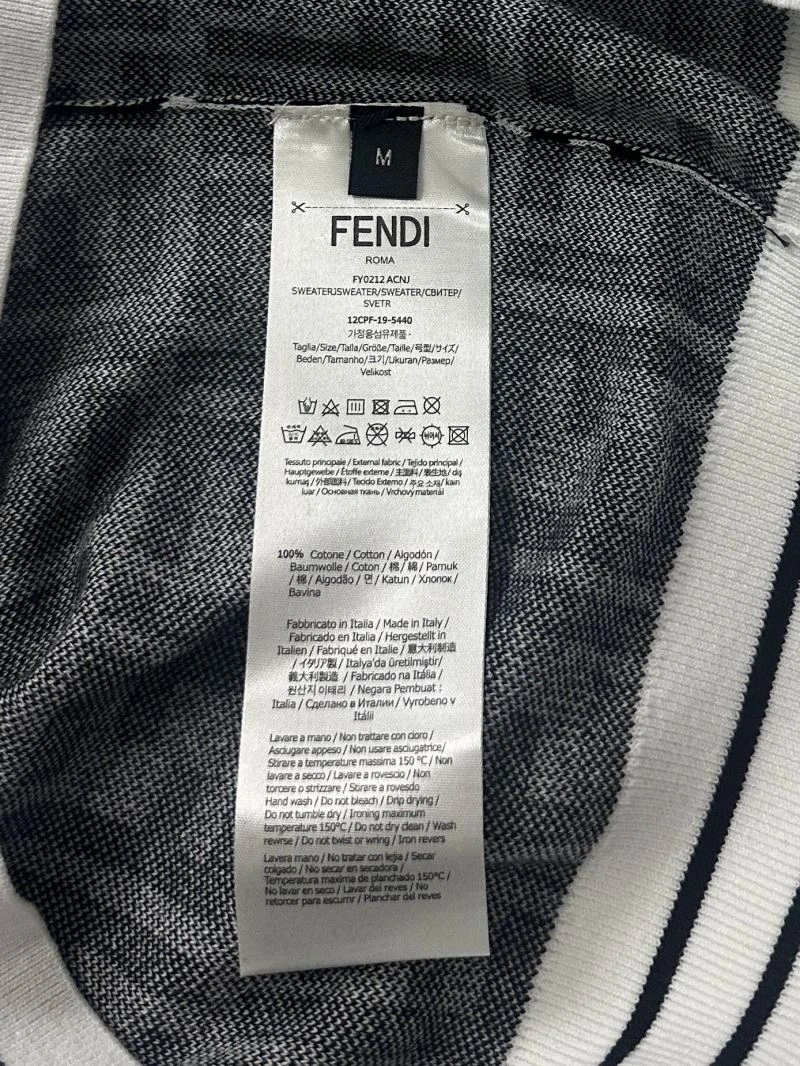 M
FENDI
ROMA
FY0212 ACNJ
SWEATERJSWEATER/SWEATER/СВИТЕР/
SVETR
12CPF-19-5440
가정용섬유제품·
Taglia/Size/Talla/Größe/Taille/号型/サイズ/
Beden/Tamanho/크기/Ukuran/Размер/
Velikost
Tessuto principale / External fabric / Tejido principal /
Hauptgewebe / Étoffe externe / 主面料/表生地/ dış
kumaş / 外部面料/ Tecido Externo / 주요 소재/ kain
luar / Основная ткань / Vrchový materiál
100% Cotone / Cotton / Algodón /
Baumwolle / Coton / 棉/ 綿/ Pamuk
/ 棉/ Algodão / 면 / Katun / Хлопок /
Bavina
Fabbricato in Italia / Made in Italy /
Fabricado en Italia / Hergestellt in
Italien / Fabriqué en Italie / 意大利制造
/ イタリア製 / Italya'da üretilmiştir/
義大利製造 / Fabricado na Itália /
원산지 이태리 / Negara Pembuat :
Italia / Сделано в Италии / Vyrobeno v
Itálii
Lavare a mano / Non trattare con cloro /
Asciugare appeso / Non usare asciugatrice/
Stirare a temperature massima 150 °C / Non
lavare a secco / Lavare a rovescio / Non
torcere o strizzare / Stirare a rovesdo
Hand wash / Do not bleach / Drip drying /
Do not tumble dry / Ironing maximum
temperature 150°C / Do not dry clean / Wash
rewrse / Do not twist or wring / Iron revers
Lavera mano / No tratar con lejia / Secar
colgado / Nio secar en secadora /
Temperatura maxima de planchado 150°C /
No lavar en seco / Lavar del reves / No
retorcer para escurnr / Planchar del reves